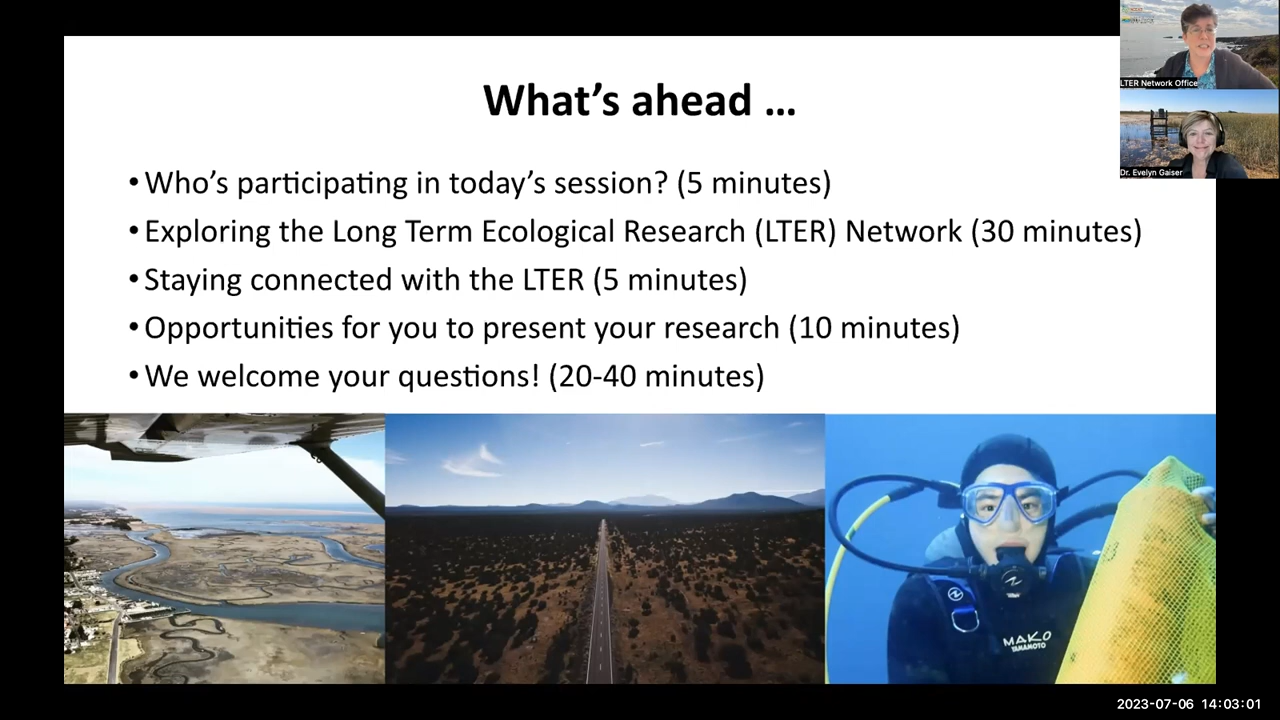 What's ahead …
• Who's participating in today's session? (5 minutes)
• Exploring the Long Term Ecological Research (LTER) Network (30 minutes)
• Staying connected with the LTER (5 minutes)
• Opportunities for you to present your research (10 minutes)
• We welcome your questions! (20-40 minutes)
LTER Network Office
Dr. Evelyn Gaiser
MAKO
YAMAMOTO
2023-07-06 14:03:01